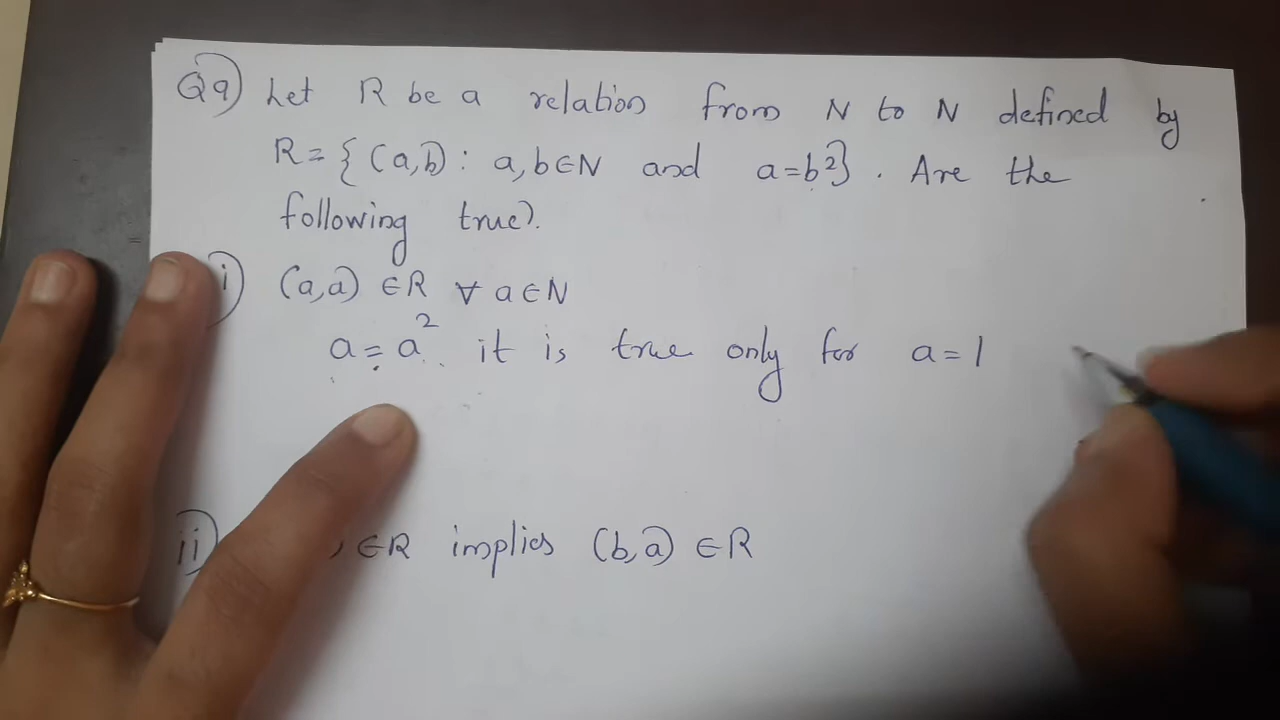 Q9) Let R be a relation from N to N defined by
R = {(a,b) : a,b∈N and a=b²}. Are the
following true?.
i) (a,a) ∈R ∀ a∈N
a = a² it is true only for a=1
ii) ) ∈R implies (b,a) ∈R